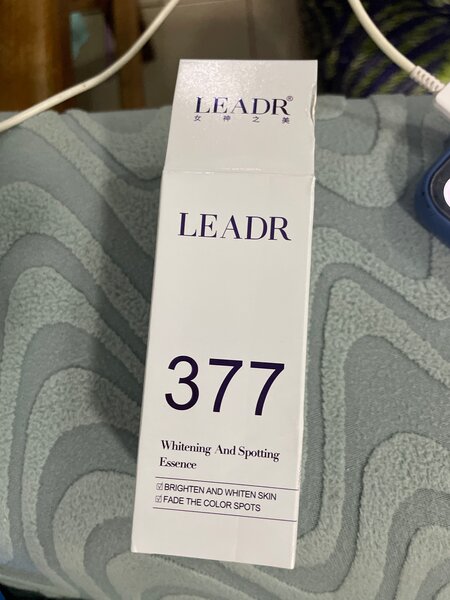 LEADR®
女神之美
LEADR
377
Whitening And Spotting
Essence
☑ BRIGHTEN AND WHITEN SKIN
☑ FADE THE COLOR SPOTS